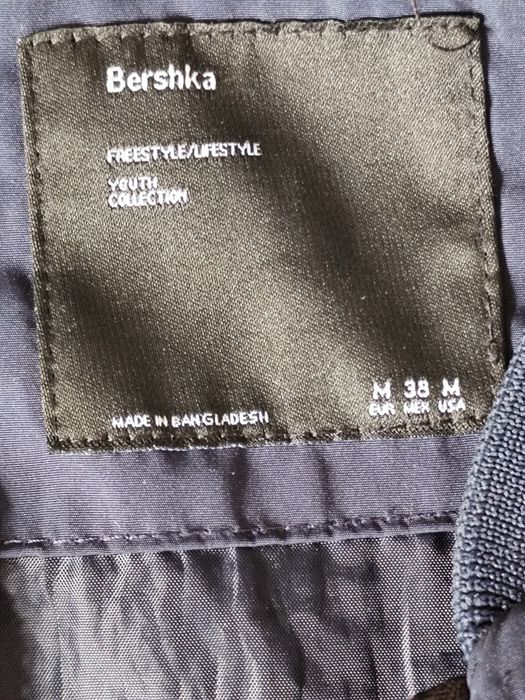 Bershka
FREESTYLE/LIFESTYLE
YOUTH
COLLECTION
M 38 M
EUR MEX USA
MADE IN BANGLADESH